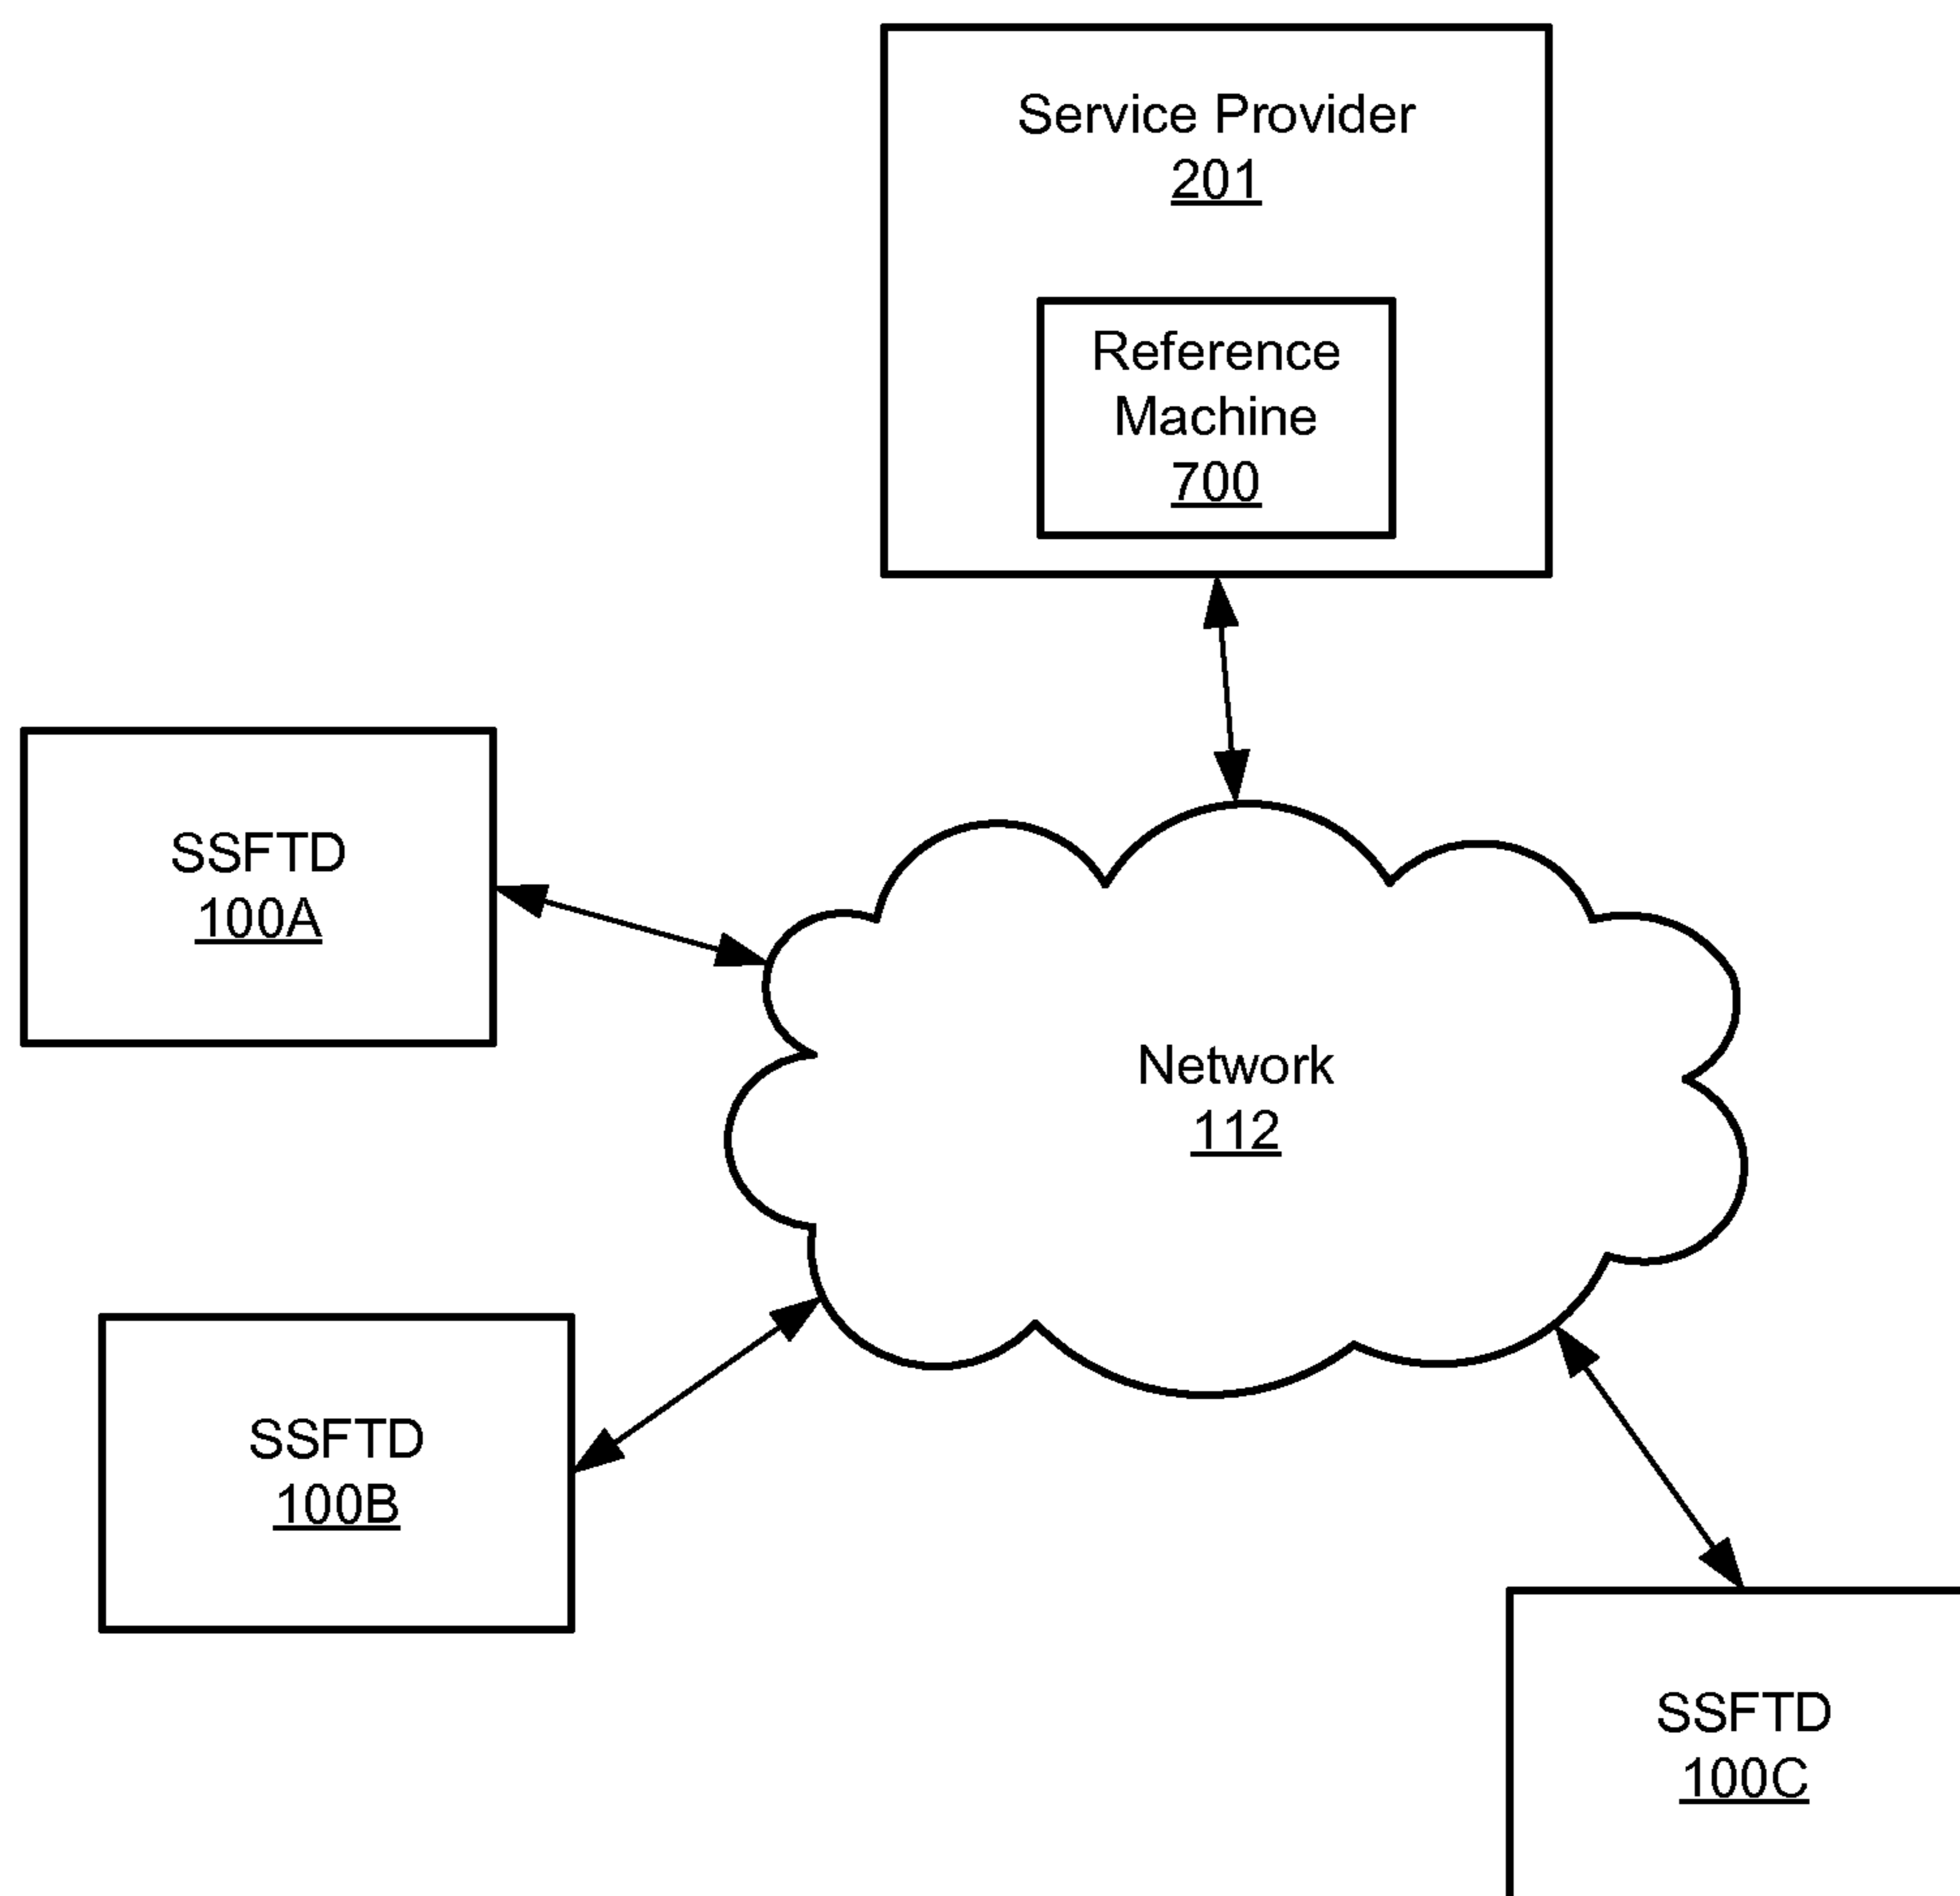 Service Provider
201
Reference
Machine
700
SSFTD
100A
Network
112
SSFTD
100B
SSFTD
100C